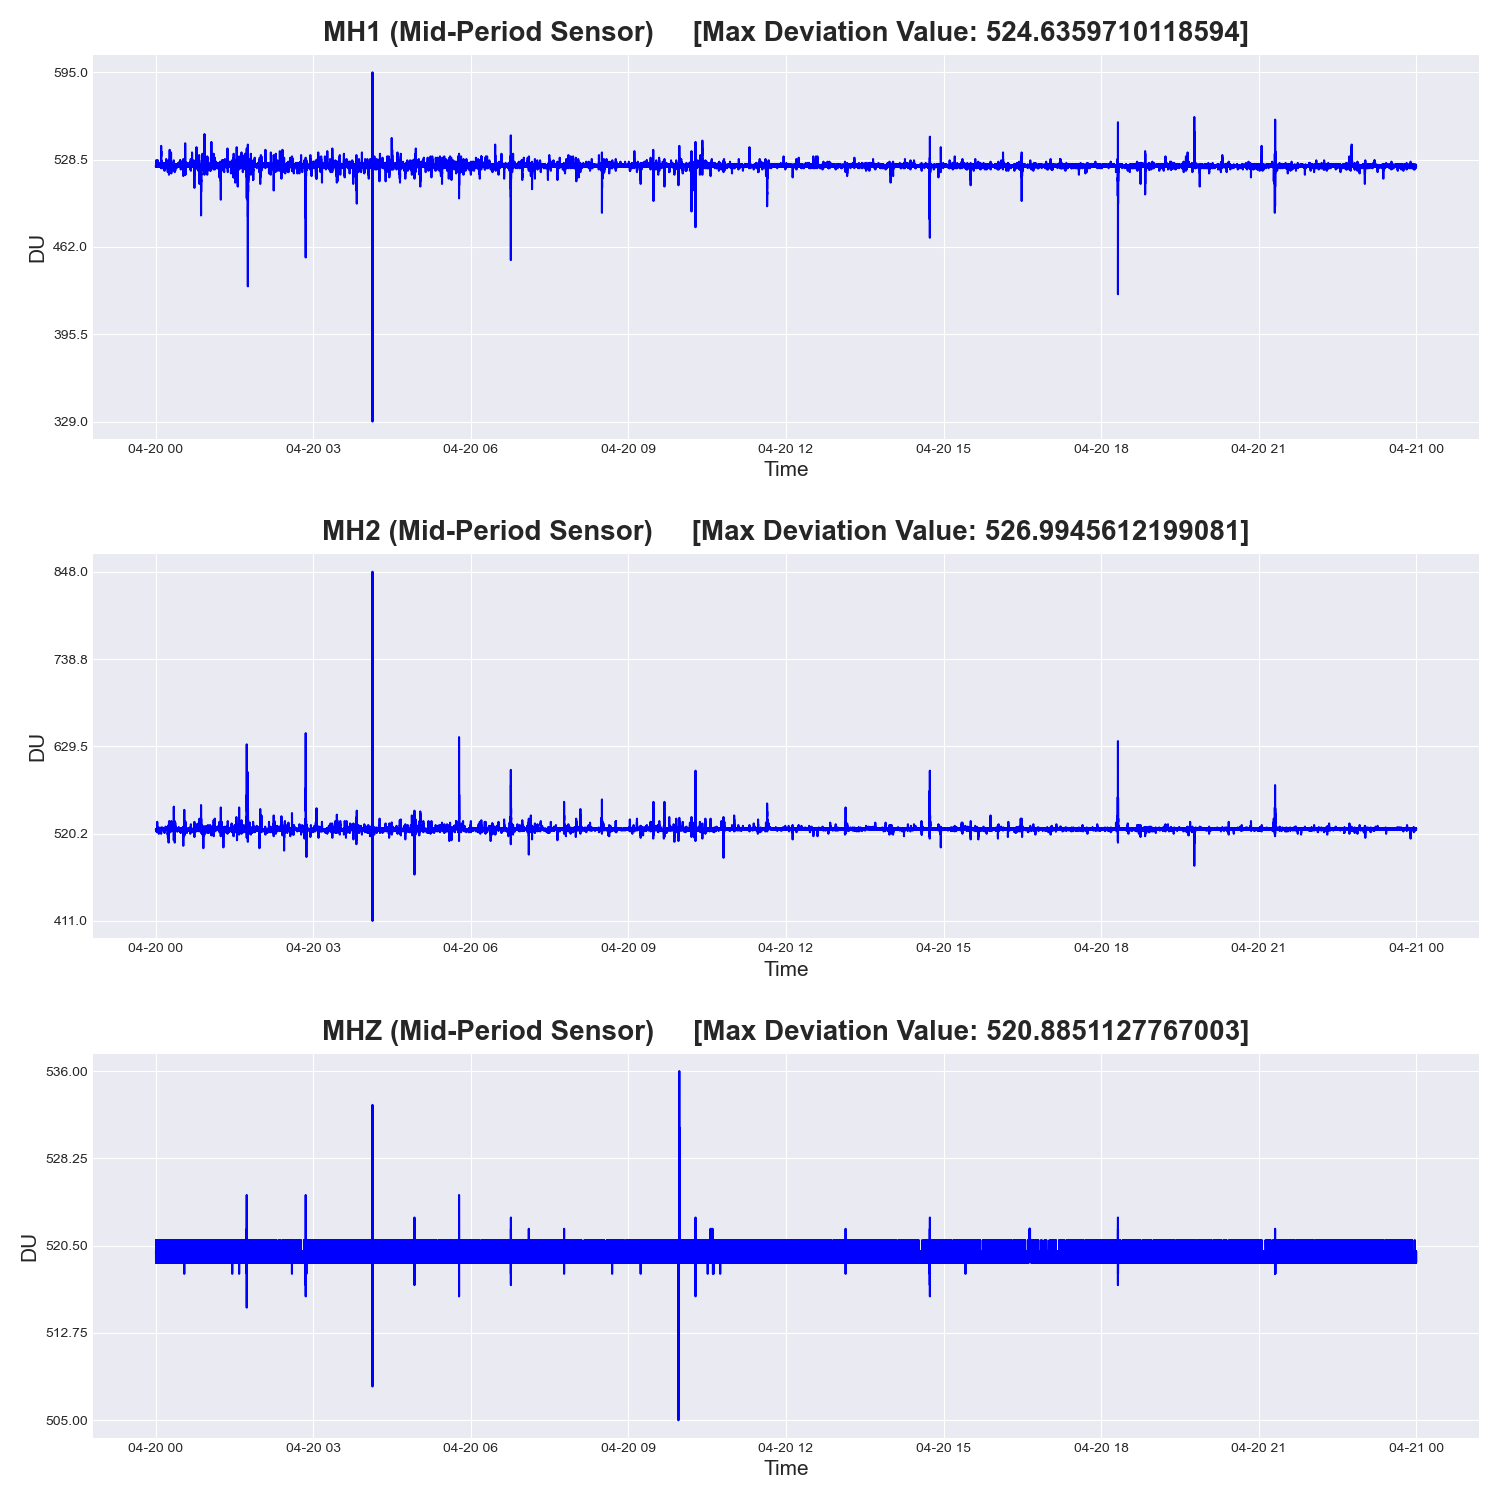 MH1 (Mid-Period Sensor) [Max Deviation Value: 524.6359710118594]
595.0
528.5
462.0
395.5
329.0
DU
04-20 00 04-20 03 04-20 06 04-20 09 04-20 12 04-20 15 04-20 18 04-20 21 04-21 00
Time
MH2 (Mid-Period Sensor) [Max Deviation Value: 526.9945612199081]
848.0
738.8
629.5
520.2
411.0
DU
04-20 00 04-20 03 04-20 06 04-20 09 04-20 12 04-20 15 04-20 18 04-20 21 04-21 00
Time
MHZ (Mid-Period Sensor) [Max Deviation Value: 520.8851127767003]
536.00
528.25
520.50
512.75
505.00
DU
04-20 00 04-20 03 04-20 06 04-20 09 04-20 12 04-20 15 04-20 18 04-20 21 04-21 00
Time